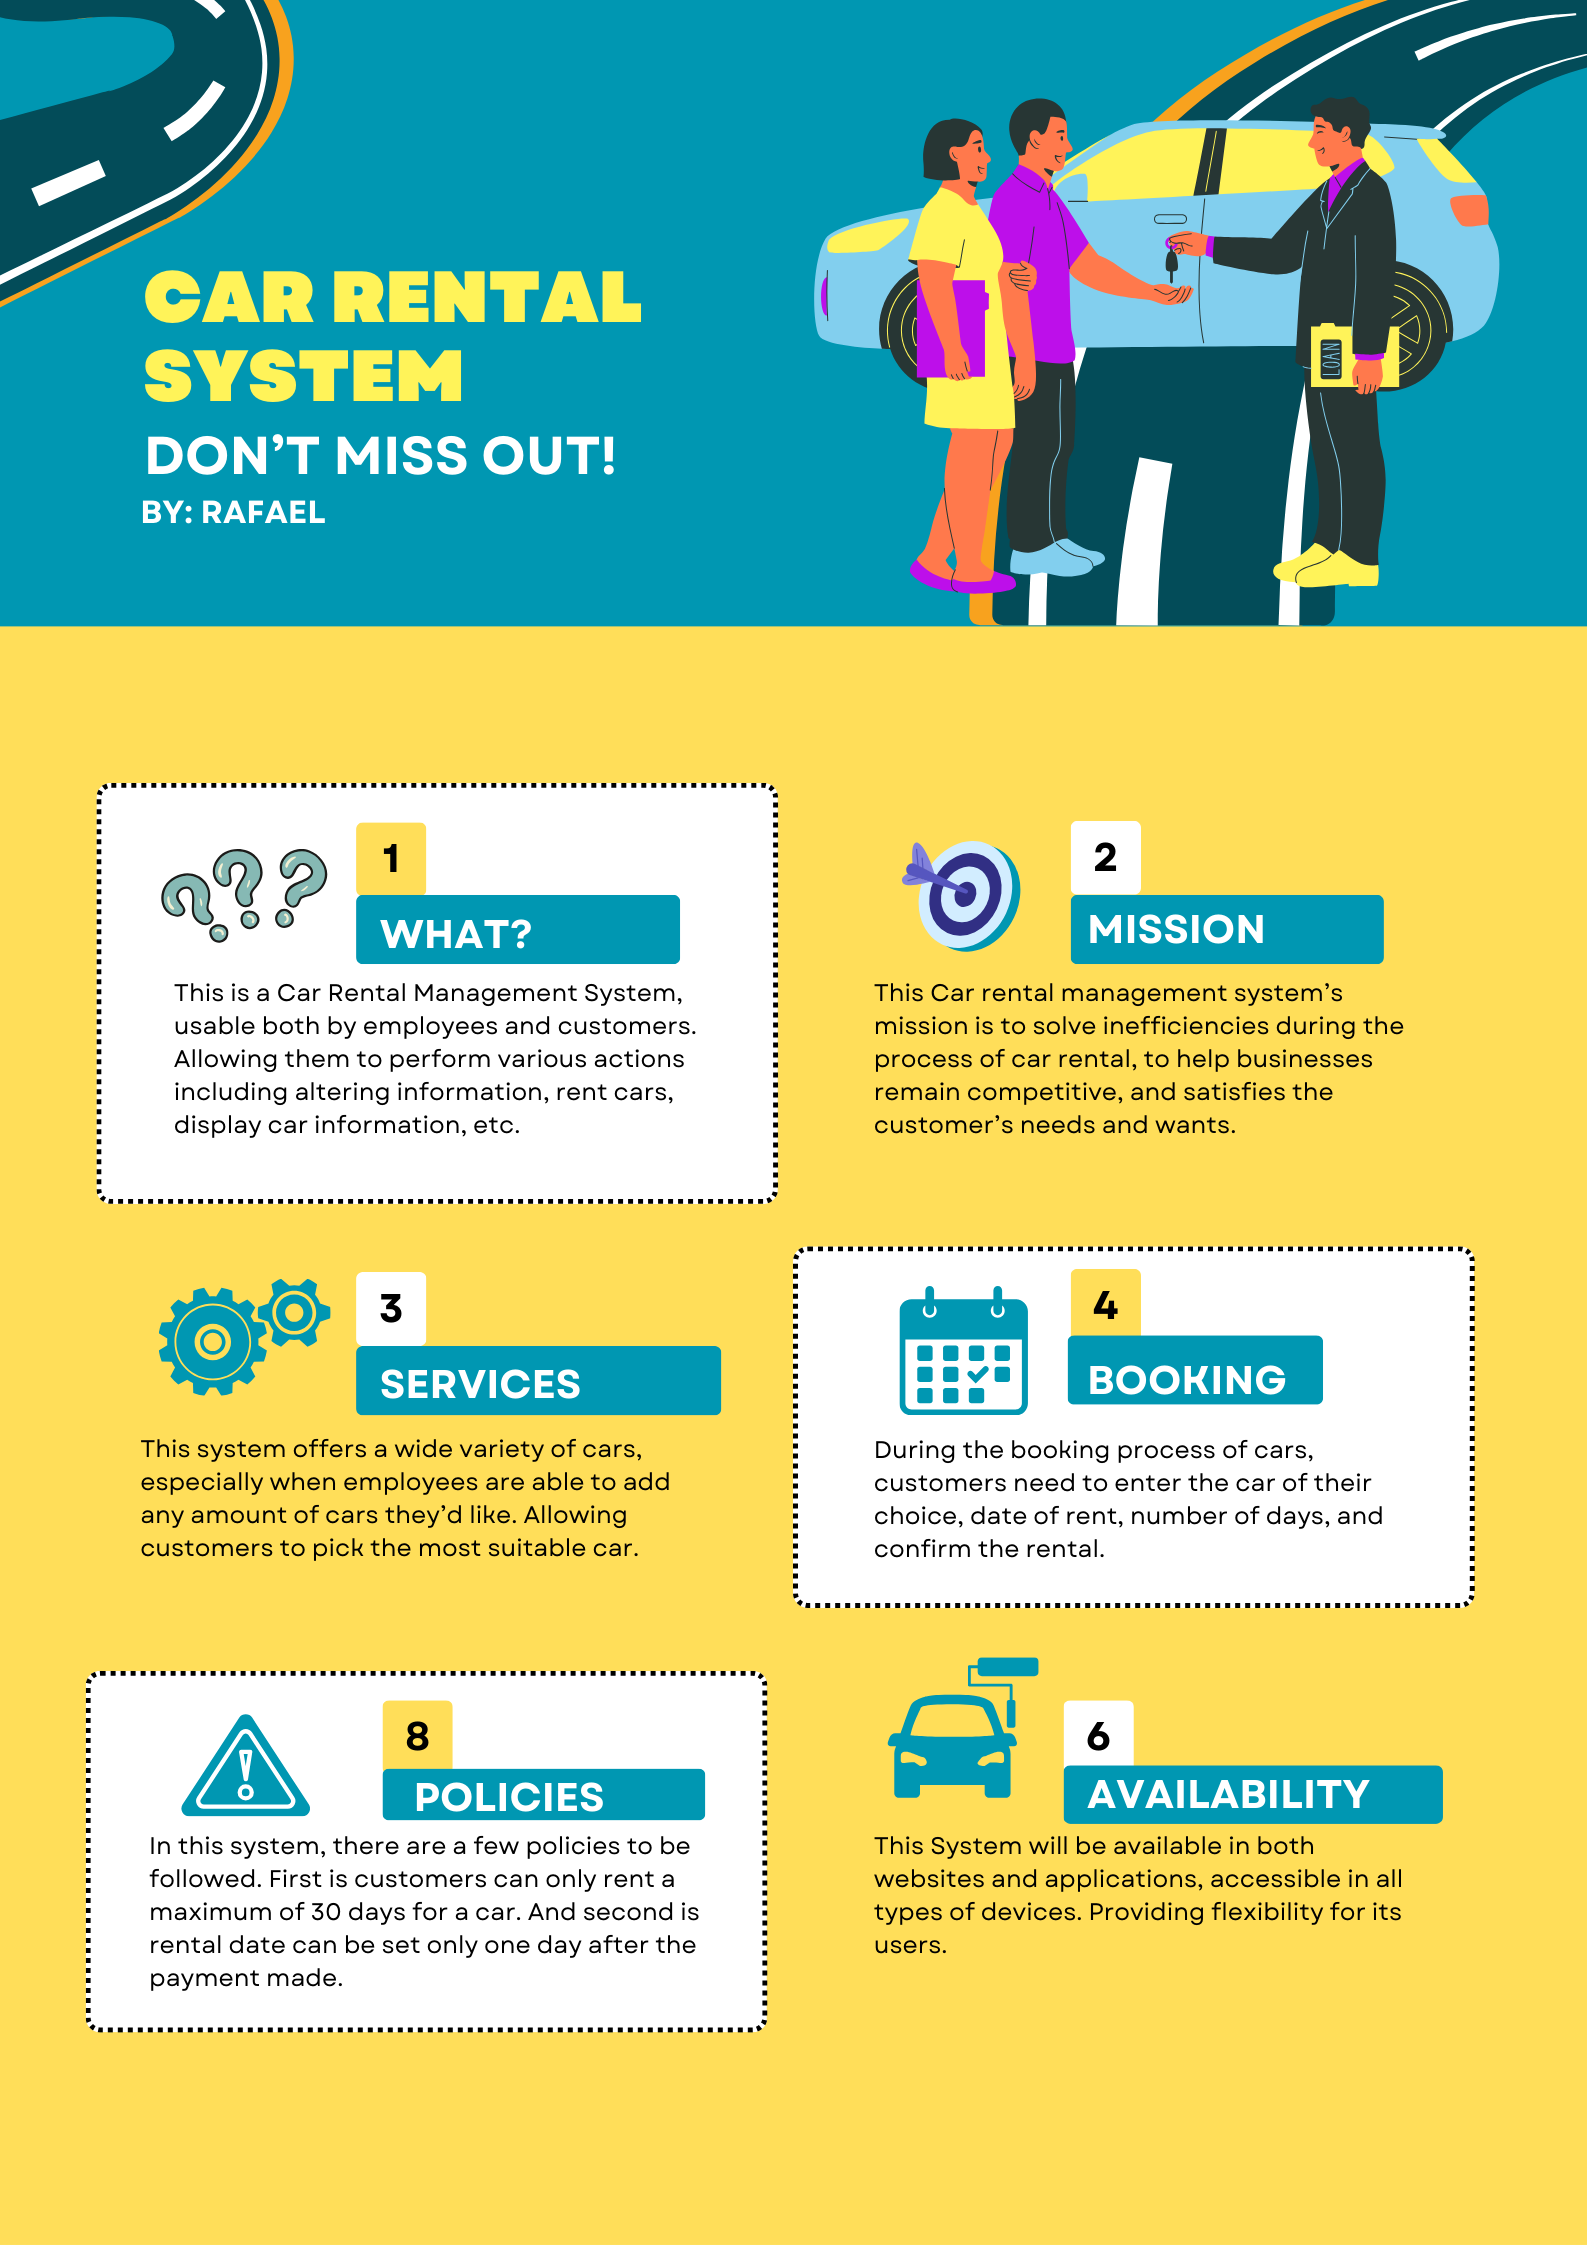 CAR RENTAL
SYSTEM
DON'T MISS OUT!
BY: RAFAEL
LOAN
1
WHAT?
This is a Car Rental Management System,
usable both by employees and customers.
Allowing them to perform various actions
including altering information, rent cars,
display car information, etc.
2
MISSION
This Car rental management system's
mission is to solve inefficiencies during the
process of car rental, to help businesses
remain competitive, and satisfies the
customer's needs and wants.
3
SERVICES
This system offers a wide variety of cars,
especially when employees are able to add
any amount of cars they'd like. Allowing
customers to pick the most suitable car.
4
BOOKING
During the booking process of cars,
customers need to enter the car of their
choice, date of rent, number of days, and
confirm the rental.
8
POLICIES
In this system, there are a few policies to be
followed. First is customers can only rent a
maximum of 30 days for a car. And second is
rental date can be set only one day after the
payment made.
6
AVAILABILITY
This System will be available in both
websites and applications, accessible in all
types of devices. Providing flexibility for its
users.